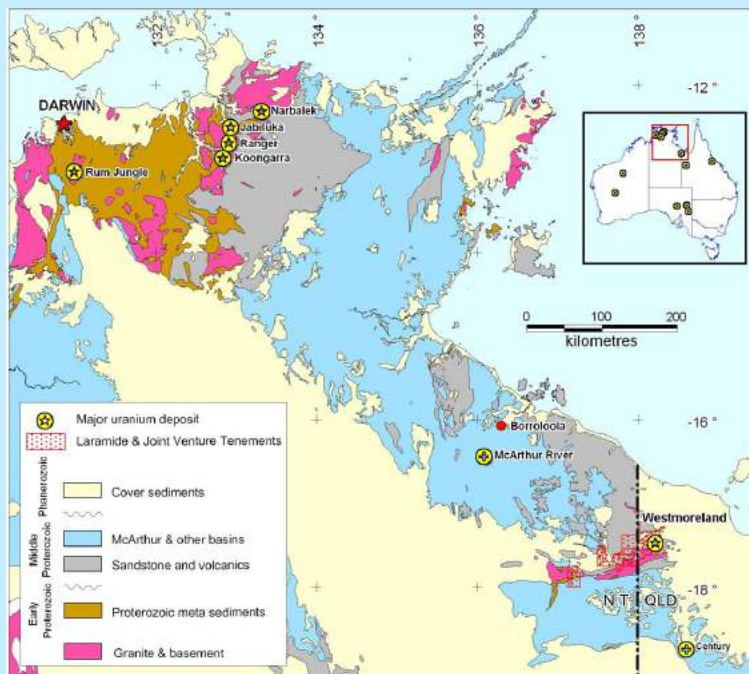 132
134
136
138
-12
DARWIN
Narbalek
Jabiluka
Ranger
Koongarra
Rum Jungle
0
100
200
kilometres
-16
Borroloola
McArthur River
Westmoreland
-18
N T
QLD
Century
Major uranium deposit
Laramide & Joint Venture Tenements
Phanerozoic
Cover sediments
Middle
Proterozoic
McArthur & other basins
Sandstone and volcanics
Early
Proterozoic
Proterozoic meta sediments
Granite & basement